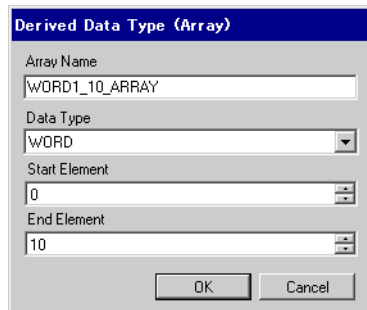 Derived Data Type (Array)
Array Name
WORD1_10_ARRAY
Data Type
WORD
Start Element
0
End Element
10
OK Cancel